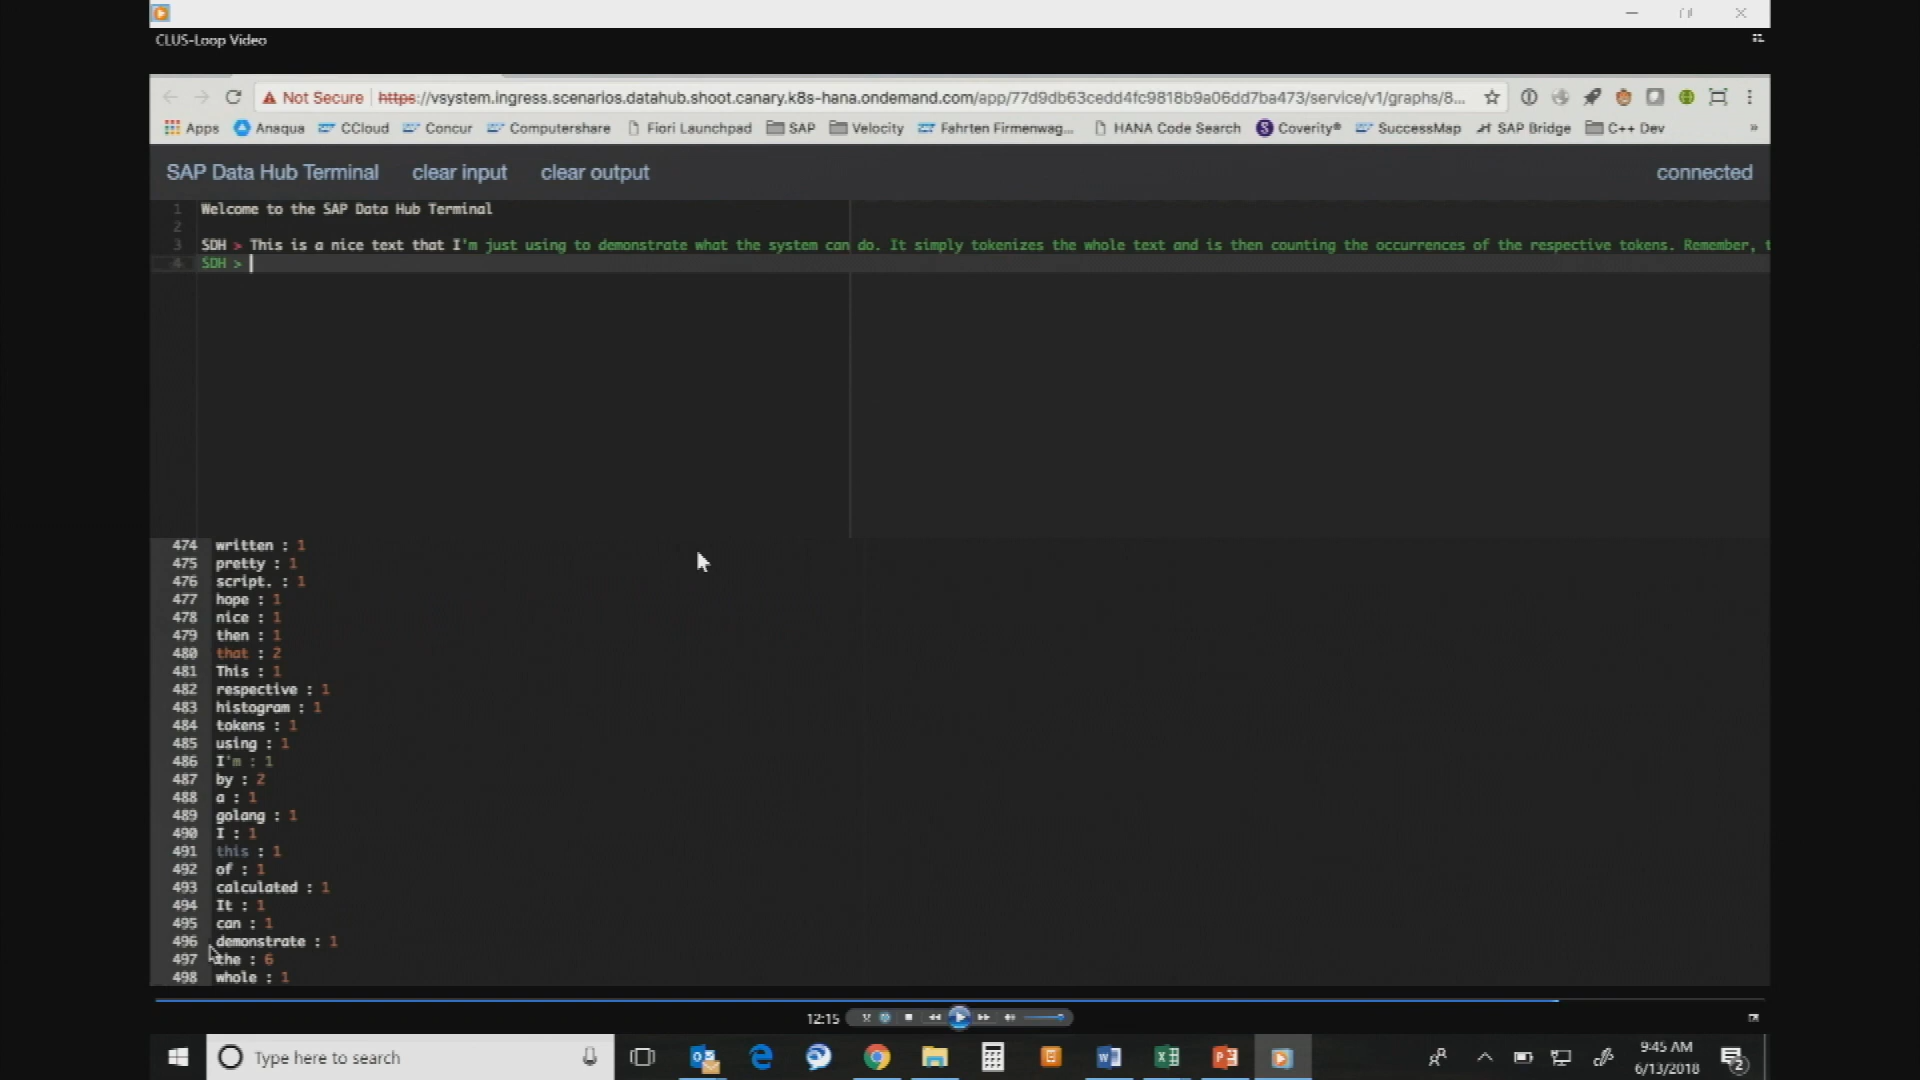 CLUS-Loop Video
Not Secure https://vsystem.ingress.scenarios.datahub.shoot.canary.k8s-hana.ondemand.com/app/77d9db63cedd4fc9818b9a06dd7ba473/service/v1/graphs/8...
Apps Anaqua CCloud Concur Computershare Fiori Launchpad SAP Velocity Fahrten Firmenwag... HANA Code Search Coverity® SuccessMap SAP Bridge C++ Dev »
SAP Data Hub Terminal clear input clear output connected
1 Welcome to the SAP Data Hub Terminal
2
3 SDH > This is a nice text that I'm just using to demonstrate what the system can do. It simply tokenizes the whole text and is then counting the occurrences of the respective tokens. Remember, t
4 SDH >
474 written : 1
475 pretty : 1
476 script. : 1
477 hope : 1
478 nice : 1
479 then : 1
480 that : 2
481 This : 1
482 respective : 1
483 histogram : 1
484 tokens : 1
485 using : 1
486 I'm : 1
487 by : 2
488 a : 1
489 golang : 1
490 I : 1
491 this : 1
492 of : 1
493 calculated : 1
494 It : 1
495 can : 1
496 demonstrate : 1
497 the : 6
498 whole : 1
12:15
Type here to search
9:45 AM
6/13/2018
2